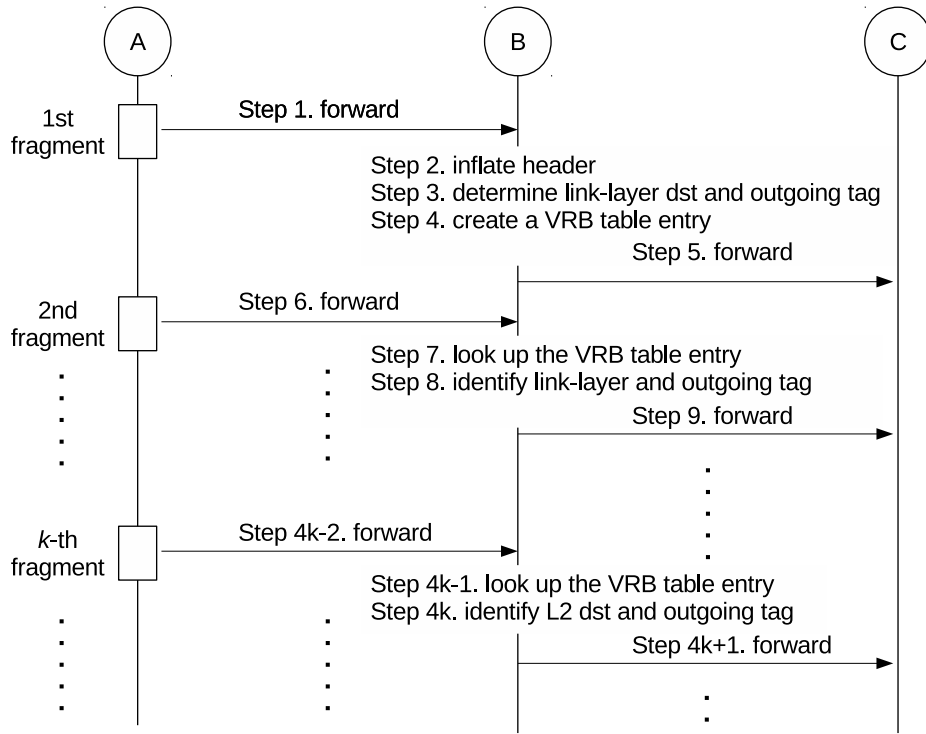 A
B
C
1st
fragment
Step 1. forward
Step 2. inflate header
Step 3. determine link-layer dst and outgoing tag
Step 4. create a VRB table entry
Step 5. forward
2nd
fragment
Step 6. forward
Step 7. look up the VRB table entry
Step 8. identify link-layer and outgoing tag
Step 9. forward
k-th
fragment
Step 4k-2. forward
Step 4k-1. look up the VRB table entry
Step 4k. identify L2 dst and outgoing tag
Step 4k+1. forward